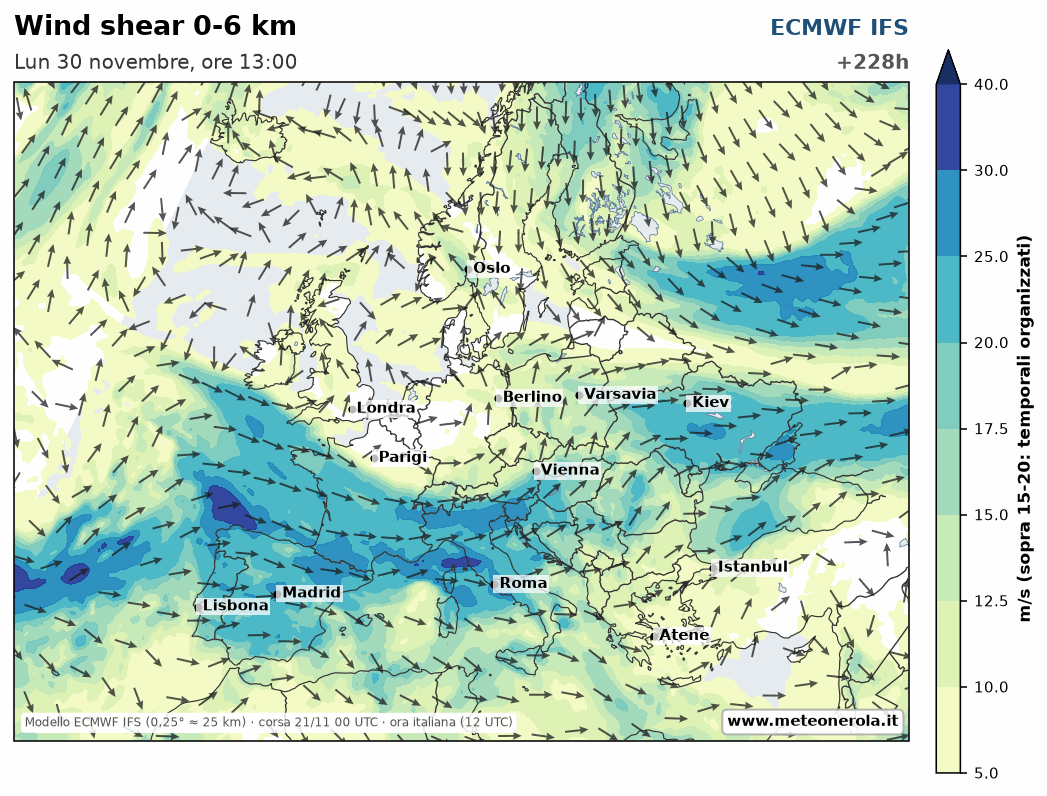 Wind shear 0-6 km
ECMWF IFS
Lun 30 novembre, ore 13:00
+228h
40.0
30.0
25.0
20.0
17.5
15.0
12.5
10.0
5.0
m/s (sopra 15-20: temporali organizzati)
Oslo
Berlino
Varsavia
Kiev
Londra
Parigi
Vienna
Istanbul
Roma
Madrid
Lisbona
Atene
Modello ECMWF IFS (0,25° ≈ 25 km) · corsa 21/11 00 UTC · ora italiana (12 UTC)
www.meteonerola.it